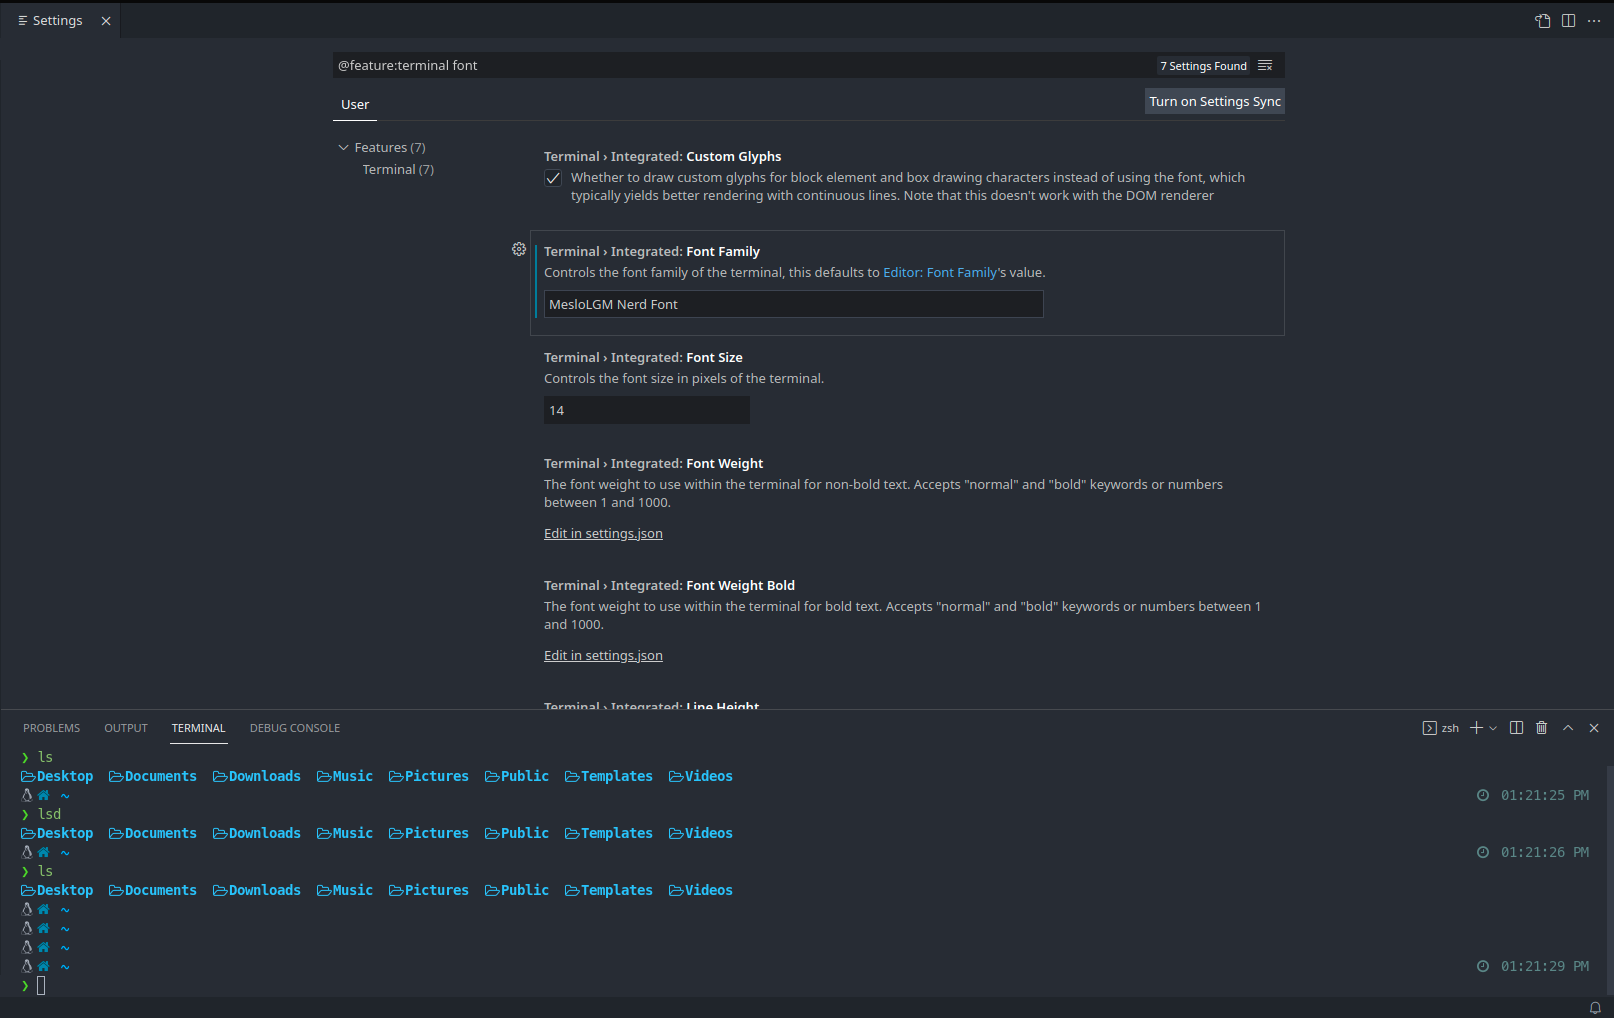 Settings
@feature:terminal font
7 Settings Found
User
Turn on Settings Sync
Features (7)
Terminal (7)
Terminal › Integrated: Custom Glyphs
Whether to draw custom glyphs for block element and box drawing characters instead of using the font, which
typically yields better rendering with continuous lines. Note that this doesn't work with the DOM renderer
Terminal › Integrated: Font Family
Controls the font family of the terminal, this defaults to Editor: Font Family's value.
MesloLGM Nerd Font
Terminal › Integrated: Font Size
Controls the font size in pixels of the terminal.
14
Terminal › Integrated: Font Weight
The font weight to use within the terminal for non-bold text. Accepts "normal" and "bold" keywords or numbers
between 1 and 1000.
Edit in settings.json
Terminal › Integrated: Font Weight Bold
The font weight to use within the terminal for bold text. Accepts "normal" and "bold" keywords or numbers between 1
and 1000.
Edit in settings.json
Terminal › Integrated: Line Height
PROBLEMS OUTPUT TERMINAL DEBUG CONSOLE
zsh
❯ ls
Desktop Documents Downloads Music Pictures Public Templates Videos
~ 01:21:25 PM
❯ lsd
Desktop Documents Downloads Music Pictures Public Templates Videos
~ 01:21:26 PM
❯ ls
Desktop Documents Downloads Music Pictures Public Templates Videos
~
~
~
~ 01:21:29 PM
❯